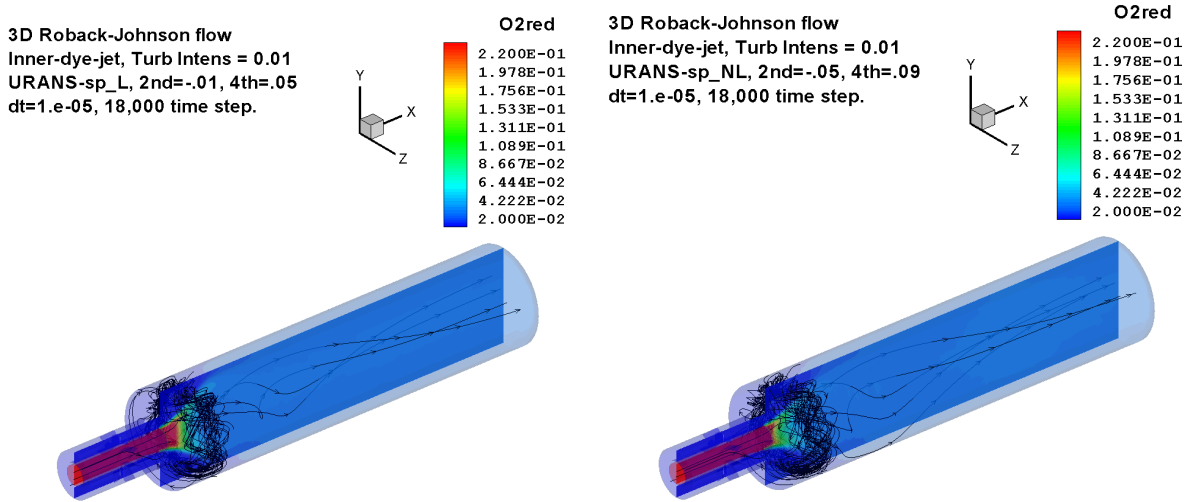 3D Roback-Johnson flow
Inner-dye-jet, Turb Intens = 0.01
URANS-sp_L, 2nd=-.01, 4th=.05
dt=1.e-05, 18,000 time step.
Y
X
Z
O2red
2.200E-01
1.978E-01
1.756E-01
1.533E-01
1.311E-01
1.089E-01
8.667E-02
6.444E-02
4.222E-02
2.000E-02
3D Roback-Johnson flow
Inner-dye-jet, Turb Intens = 0.01
URANS-sp_NL, 2nd=-.05, 4th=.09
dt=1.e-05, 18,000 time step.
Y
X
Z
O2red
2.200E-01
1.978E-01
1.756E-01
1.533E-01
1.311E-01
1.089E-01
8.667E-02
6.444E-02
4.222E-02
2.000E-02